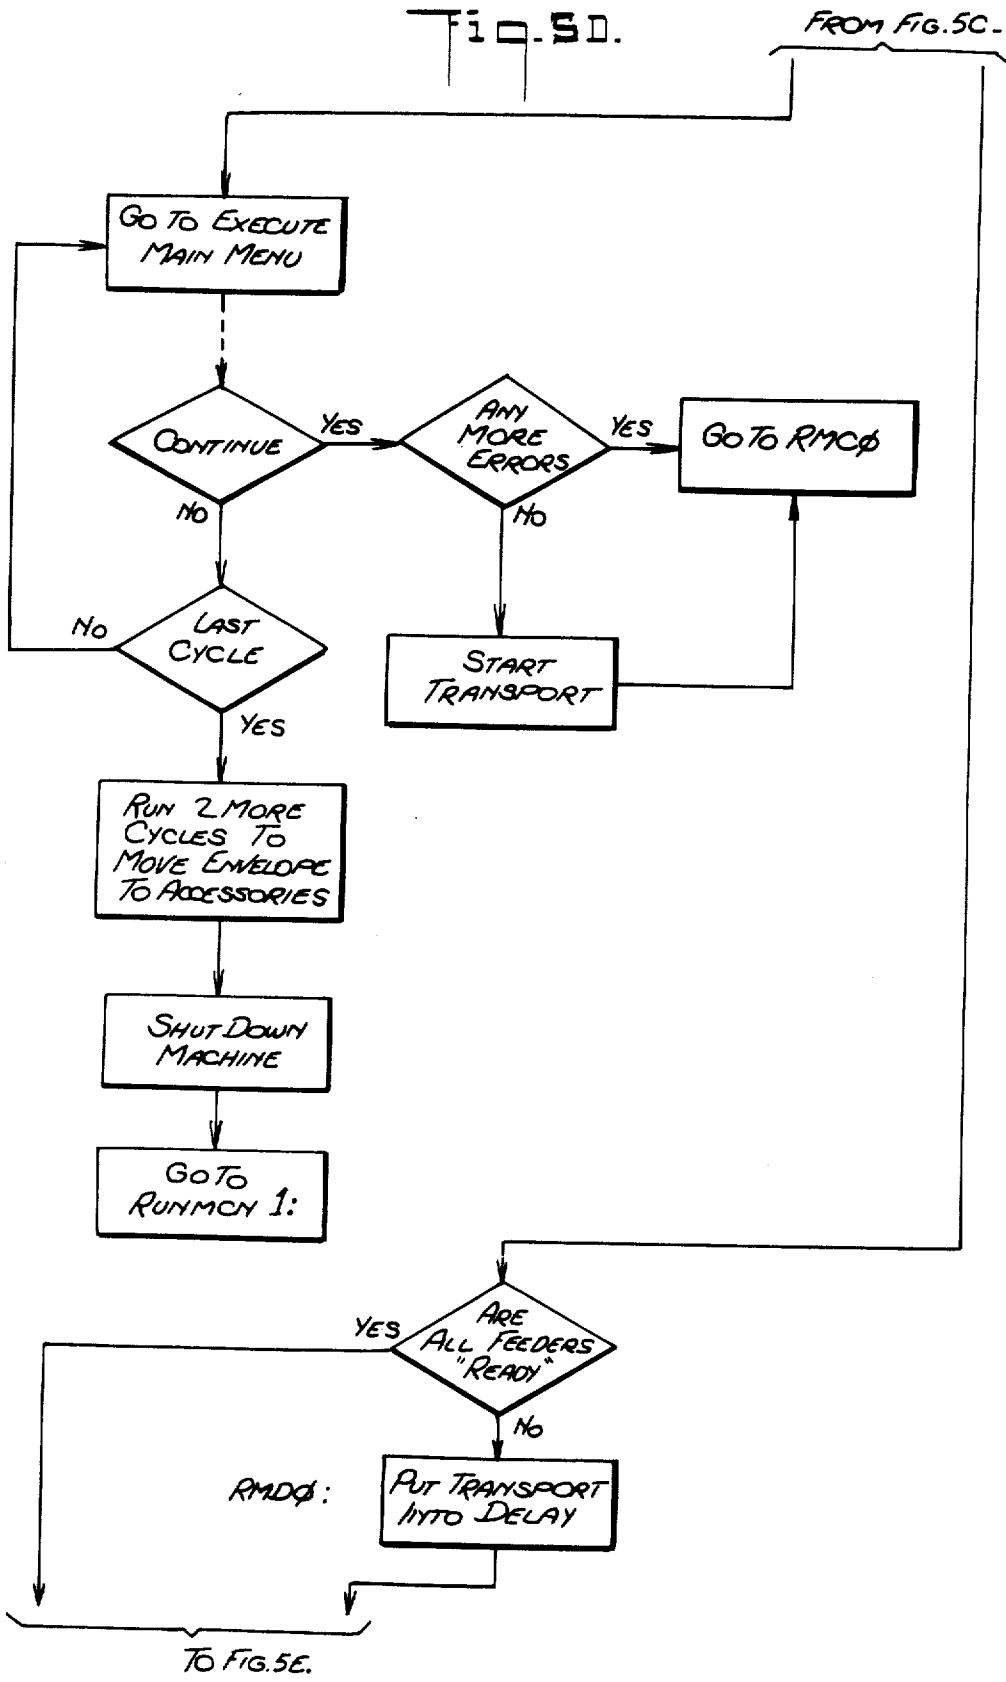 Fig. 5D.
FROM FIG. 5C.
GO TO EXECUTE
MAIN MENU
CONTINUE
YES
NO
ANY
MORE
ERRORS
YES
NO
GO TO RMCØ
LAST
CYCLE
NO
YES
START
TRANSPORT
RUN 2 MORE
CYCLES TO
MOVE ENVELOPE
TO ACCESSORIES
SHUT DOWN
MACHINE
GO TO
RUNMCN 1:
ARE
ALL FEEDERS
"READY"
YES
NO
RMDØ:
PUT TRANSPORT
INTO DELAY
TO FIG. 5E.